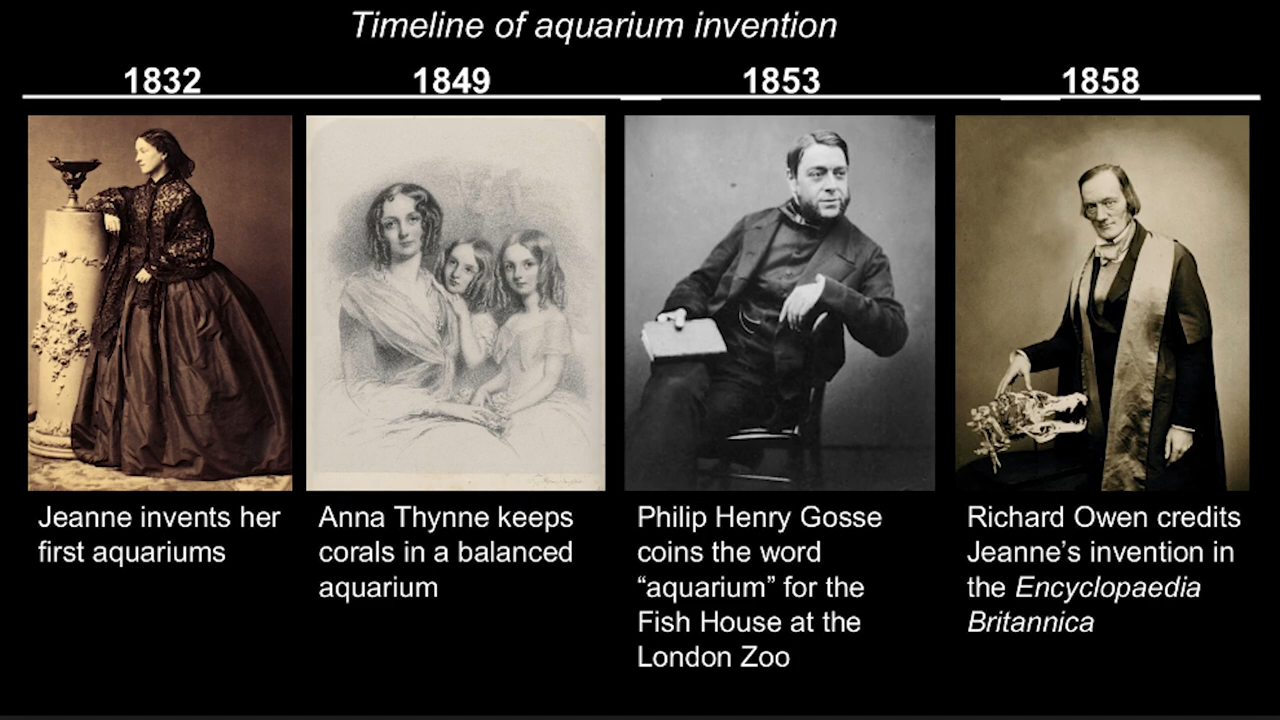 Timeline of aquarium invention
1832
1849
1853
1858
Jeanne invents her
first aquariums
Anna Thynne keeps
corals in a balanced
aquarium
Philip Henry Gosse
coins the word
“aquarium” for the
Fish House at the
London Zoo
Richard Owen credits
Jeanne’s invention in
the Encyclopaedia
Britannica